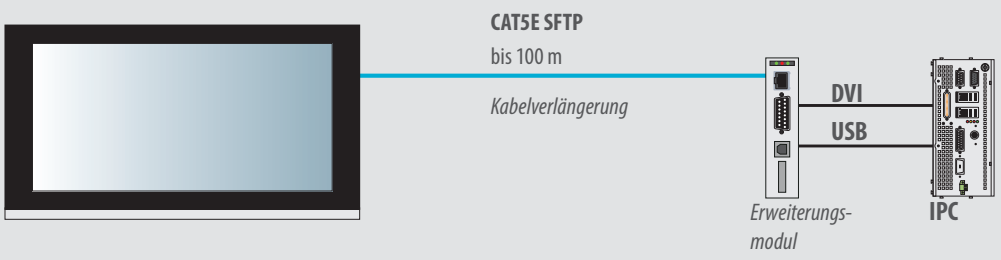 CAT5E SFTP
bis 100 m
Kabelverlängerung
DVI
USB
Erweiterungs-
modul
IPC